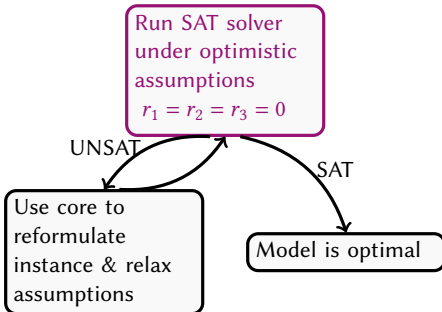 Run SAT solver
under optimistic
assumptions
r₁ = r₂ = r₃ = 0
UNSAT
SAT
Use core to
reformulate
instance & relax
assumptions
Model is optimal